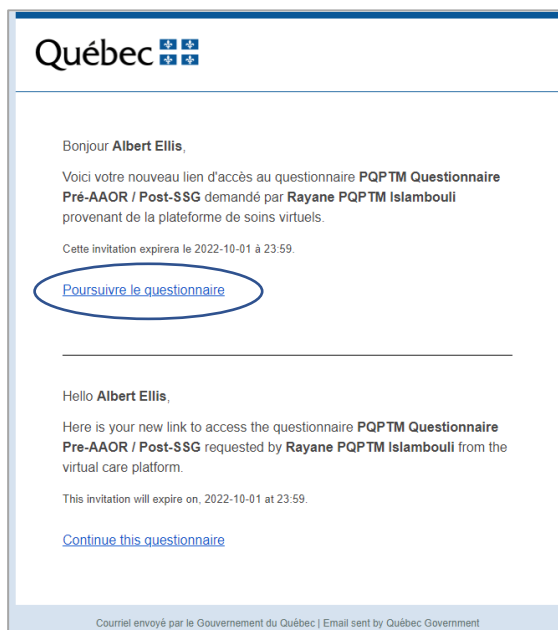 Québec
Bonjour Albert Ellis,
Voici votre nouveau lien d'accès au questionnaire PQPTM Questionnaire
Pré-AAOR / Post-SSG demandé par Rayane PQPTM Islambouli
provenant de la plateforme de soins virtuels.
Cette invitation expirera le 2022-10-01 à 23:59.
Poursuivre le questionnaire
Hello Albert Ellis,
Here is your new link to access the questionnaire PQPTM Questionnaire
Pre-AAOR / Post-SSG requested by Rayane PQPTM Islambouli from the
virtual care platform.
This invitation will expire on, 2022-10-01 at 23:59.
Continue this questionnaire
Courriel envoyé par le Gouvernement du Québec | Email sent by Québec Government